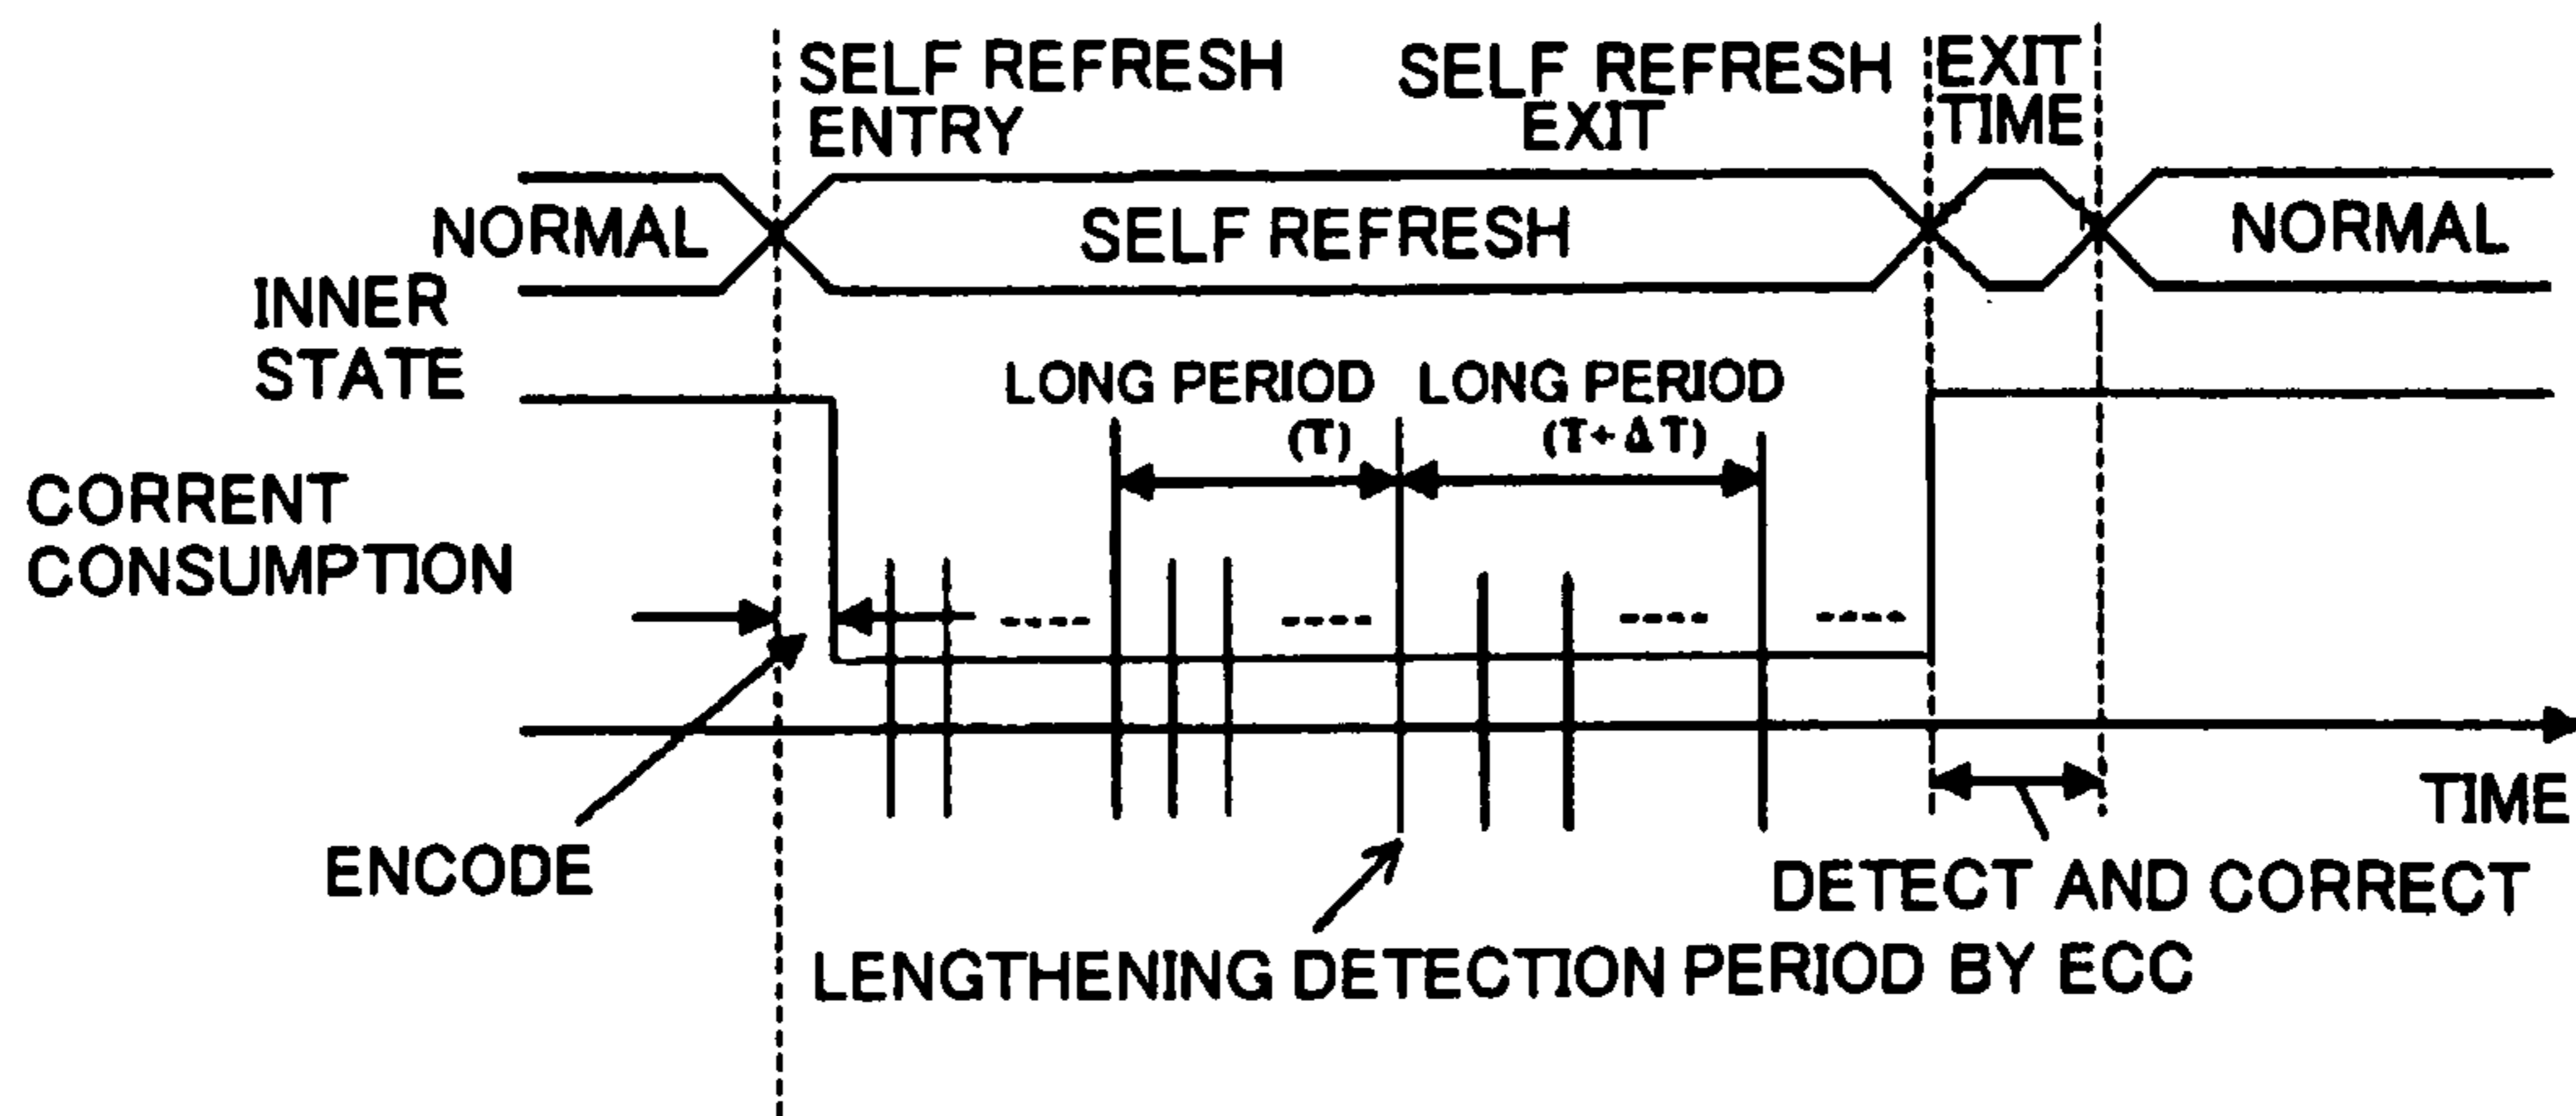 SELF REFRESH
ENTRY
SELF REFRESH
EXIT
EXIT
TIME
NORMAL
SELF REFRESH
NORMAL
INNER
STATE
LONG PERIOD
(T)
LONG PERIOD
(T+ΔT)
CORRENT
CONSUMPTION
ENCODE
TIME
DETECT AND CORRECT
LENGTHENING DETECTION PERIOD BY ECC